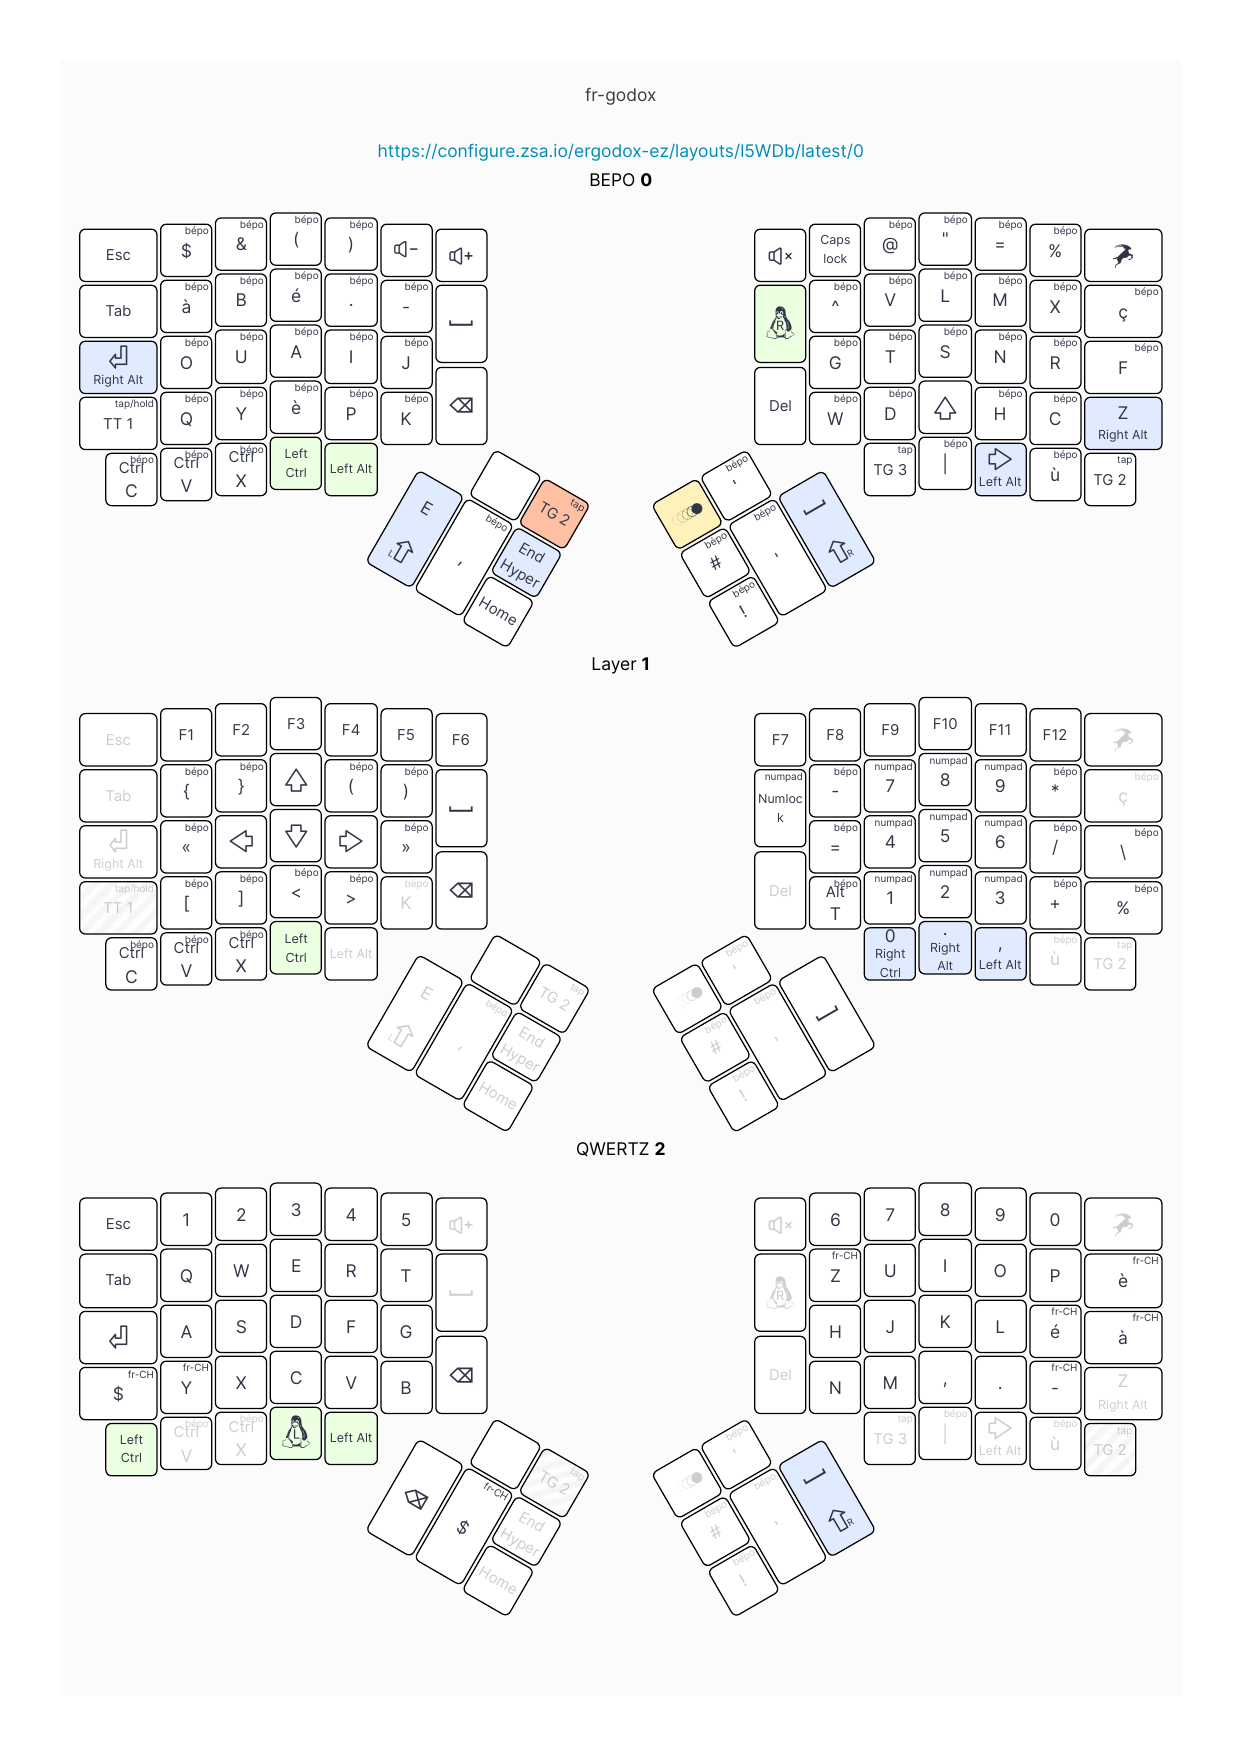 fr-godox
https://configure.zsa.io/ergodox-ez/layouts/l5WDb/latest/0
BEPO 0
bépo bépo bépo bépo bépo bépo bépo bépo
Esc $ & ( ) Caps lock @ " = %
bépo bépo bépo bépo bépo bépo bépo bépo bépo bépo bépo
Tab à B é . - R ^ V L M X ç
bépo bépo bépo bépo bépo bépo bépo bépo bépo bépo bépo
Right Alt O U A I J G T S N R F
tap/hold bépo bépo bépo bépo bépo bépo bépo bépo bépo
TT 1 Q Y è P K Del W D H C Z Right Alt
bépo bépo bépo tap bépo bépo tap
Ctrl C Ctrl V Ctrl X Left Ctrl Left Alt TG 3 | Left Alt ù TG 2
tap bépo
E L TG 2 ' R
bépo bépo bépo
, End Hyper # '
bépo
Home !
Layer 1
Esc F1 F2 F3 F4 F5 F6 F7 F8 F9 F10 F11 F12
bépo bépo bépo bépo numpad bépo numpad numpad numpad bépo bépo
Tab { } ( ) Numloc k - 7 8 9 * ç
bépo bépo bépo numpad numpad numpad bépo bépo
Right Alt « » = 4 5 6 / \
tap/hold bépo bépo bépo bépo bépo bépo numpad numpad numpad bépo bépo
TT 1 [ ] < > K Del Alt T 1 2 3 + %
bépo bépo bépo bépo tap
Ctrl C Ctrl V Ctrl X Left Ctrl Left Alt 0 Right Ctrl . Right Alt , Left Alt ù TG 2
tap bépo
E L TG 2 '
bépo bépo bépo
, End Hyper # '
bépo
Home !
QWERTZ 2
Esc 1 2 3 4 5 6 7 8 9 0
fr-CH fr-CH
Tab Q W E R T R Z U I O P è
fr-CH fr-CH
A S D F G H J K L é à
fr-CH fr-CH fr-CH
$ Y X C V B Del N M , . - Z Right Alt
bépo bépo tap bépo bépo tap
Left Ctrl Ctrl V Ctrl X L Left Alt TG 3 | Left Alt ù TG 2
tap bépo
TG 2 ' R
fr-CH bépo bépo
$ End Hyper # '
bépo
Home !